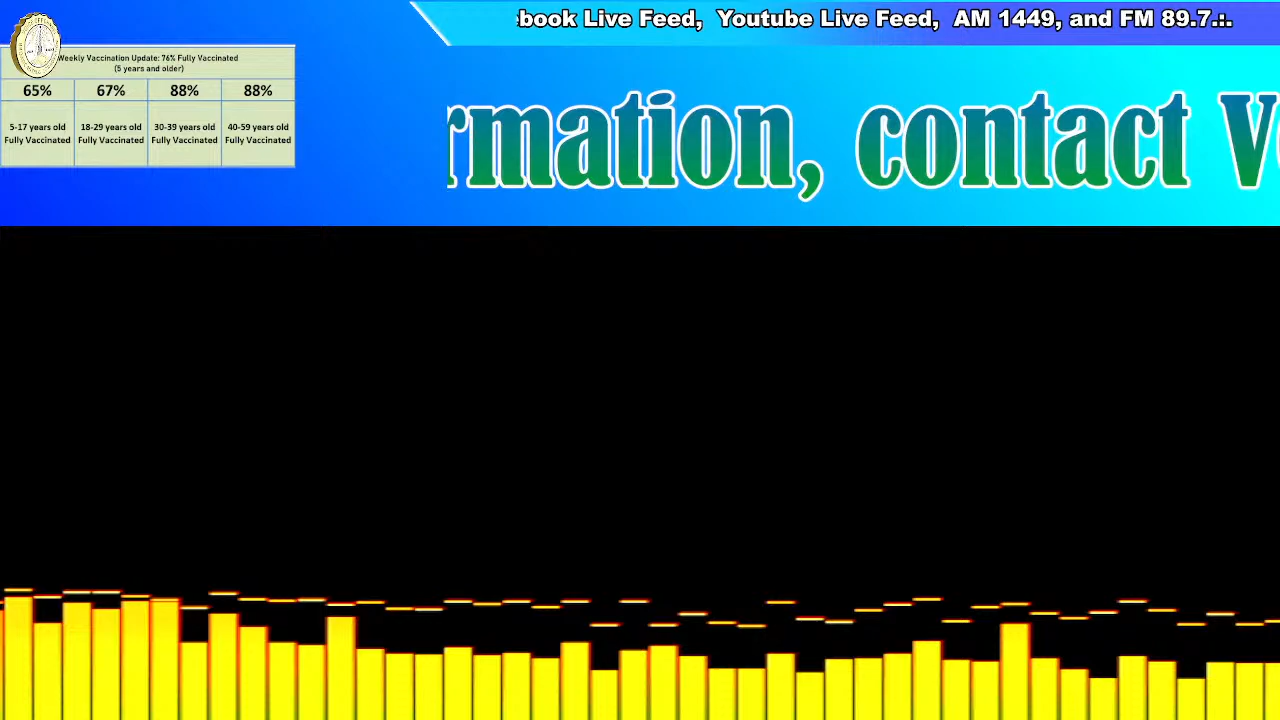 book Live Feed, Youtube Live Feed, AM 1449, and FM 89.7.:.
Weekly Vaccination Update: 76% Fully Vaccinated
(5 years and older)
65% 67% 88% 88%
5-17 years old 18-29 years old 30-39 years old 40-59 years old
Fully Vaccinated Fully Vaccinated Fully Vaccinated Fully Vaccinated
rmation, contact V